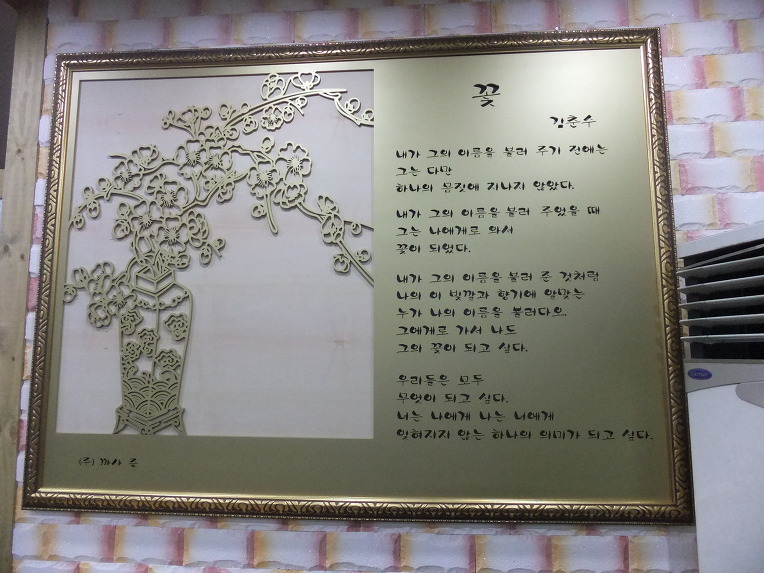 꽃
김춘수
내가 그의 이름을 불러 주기 전에는
그는 다만
하나의 몸짓에 지나지 않았다.
내가 그의 이름을 불러 주었을 때
그는 나에게로 와서
꽃이 되었다.
내가 그의 이름을 불러 준 것처럼
나의 이 빛깔과 향기에 알맞는
누가 나의 이름을 불러다오.
그에게로 가서 나도
그의 꽃이 되고 싶다.
우리들은 모두
무엇이 되고 싶다.
너는 나에게 나는 너에게
잊혀지지 않는 하나의 의미가 되고 싶다.
(주) 까사 존
Carrier